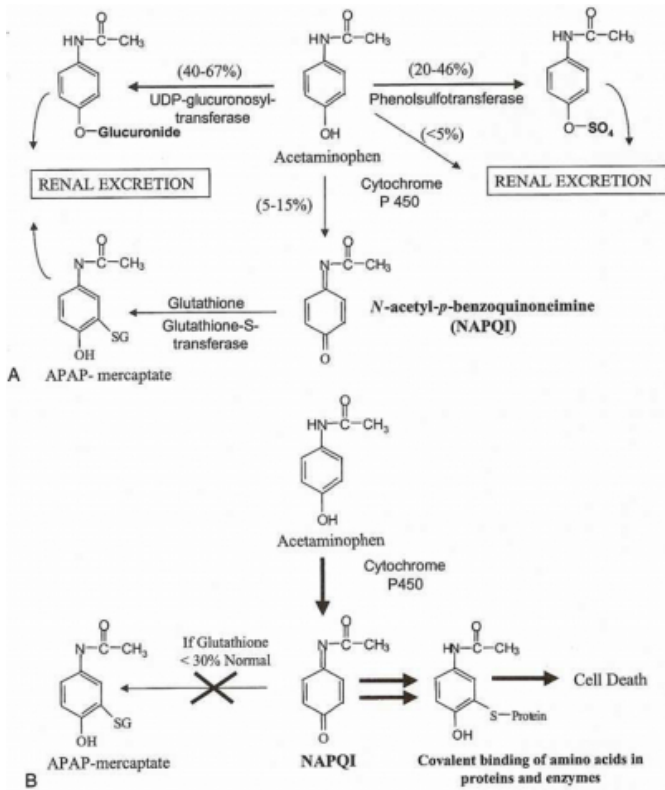 O
HN-C-CH3
O-Glucuronide
(40-67%)
UDP-glucuronosyl-
transferase
O
HN-C-CH3
OH
Acetaminophen
(20-46%)
Phenolsulfotransferase
O
HN-C-CH3
O-SO4
(<5%)
RENAL EXCRETION
Cytochrome
P 450
RENAL EXCRETION
(5-15%)
O
HN-C-CH3
SG
OH
APAP- mercaptate
Glutathione
Glutathione-S-
transferase
O
N-C-CH3
O
N-acetyl-p-benzoquinoneimine
(NAPQI)
A
O
HN-C-CH3
OH
Acetaminophen
Cytochrome
P450
O
HN-C-CH3
SG
OH
APAP-mercaptate
If Glutathione
< 30% Normal
O
N-C-CH3
O
NAPQI
O
HN-C-CH3
S-Protein
OH
Covalent binding of amino acids in
proteins and enzymes
Cell Death
B